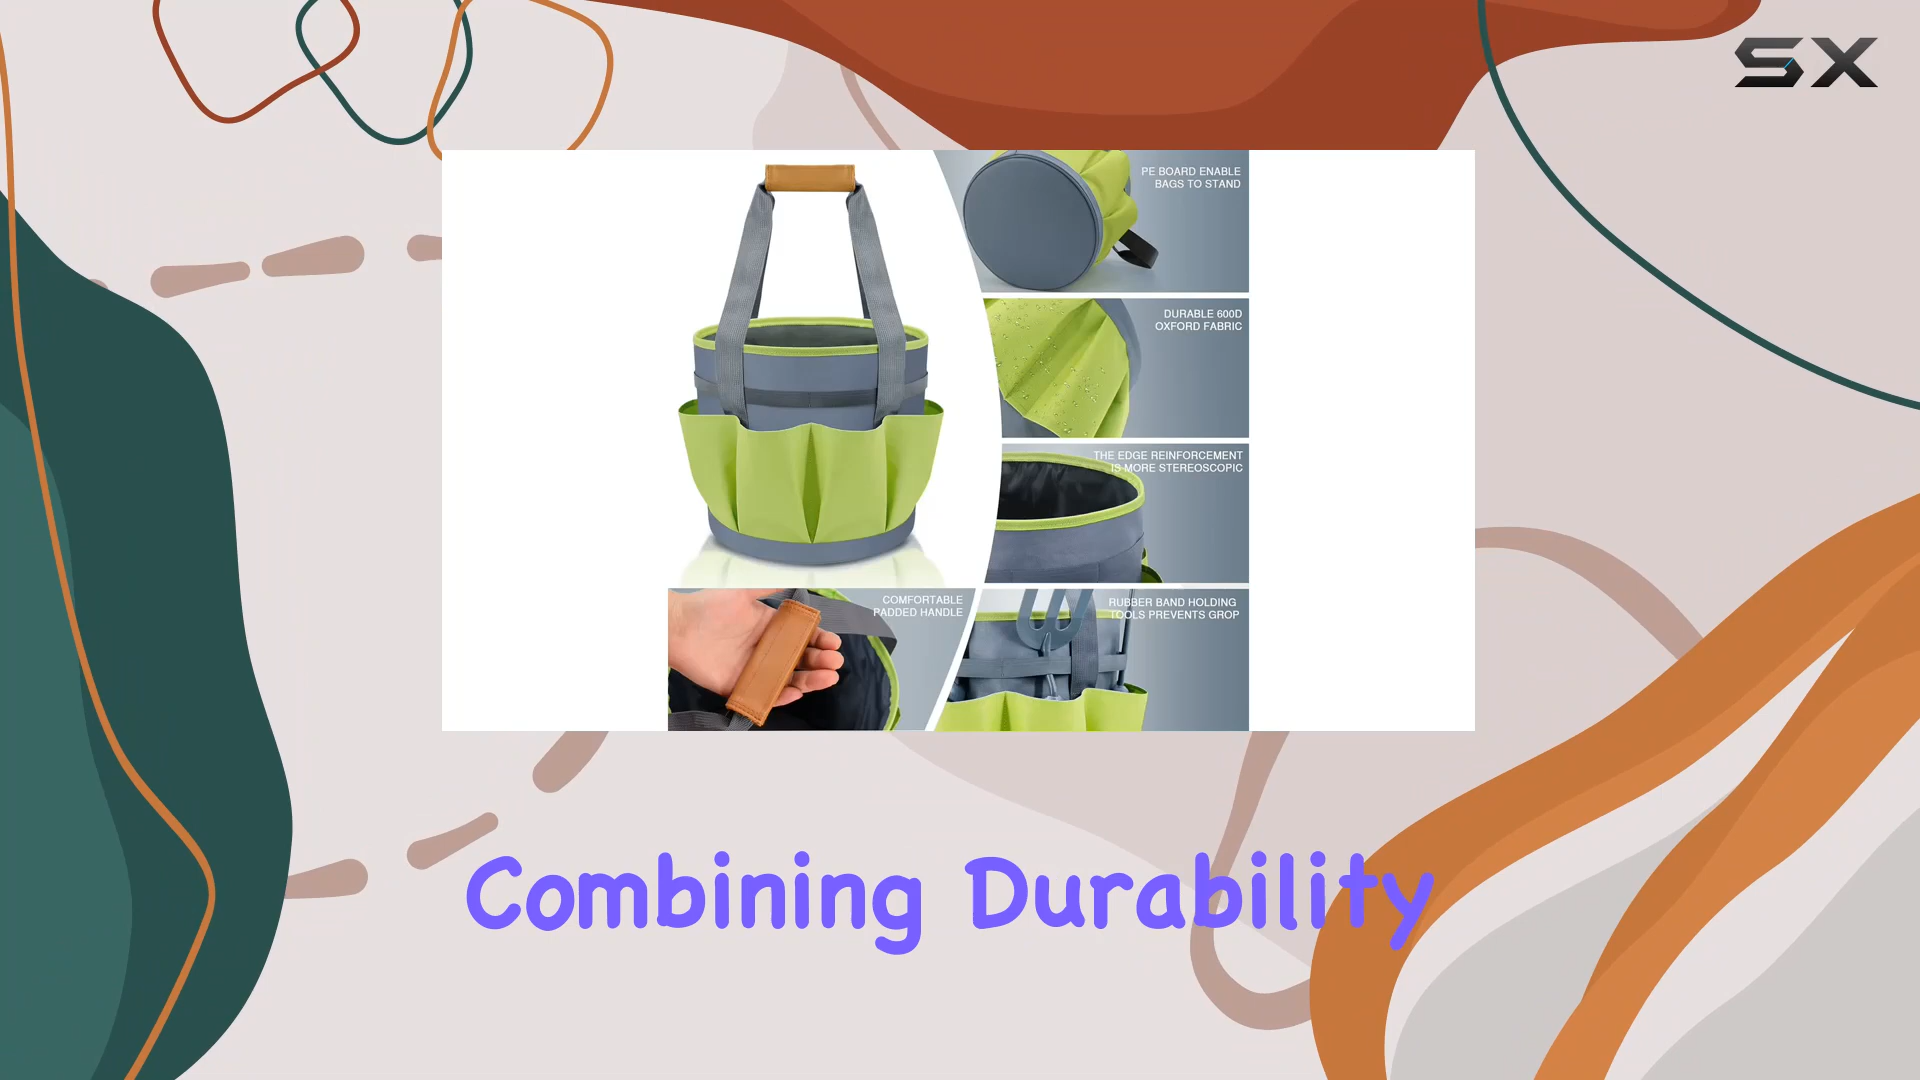 SX
PE BOARD ENABLE
BAGS TO STAND
DURABLE 600D
OXFORD FABRIC
THE EDGE REINFORCEMENT
IS MORE STEREOSCOPIC
COMFORTABLE
PADDED HANDLE
RUBBER BAND HOLDING
TOOLS PREVENTS GROP
Combining Durability